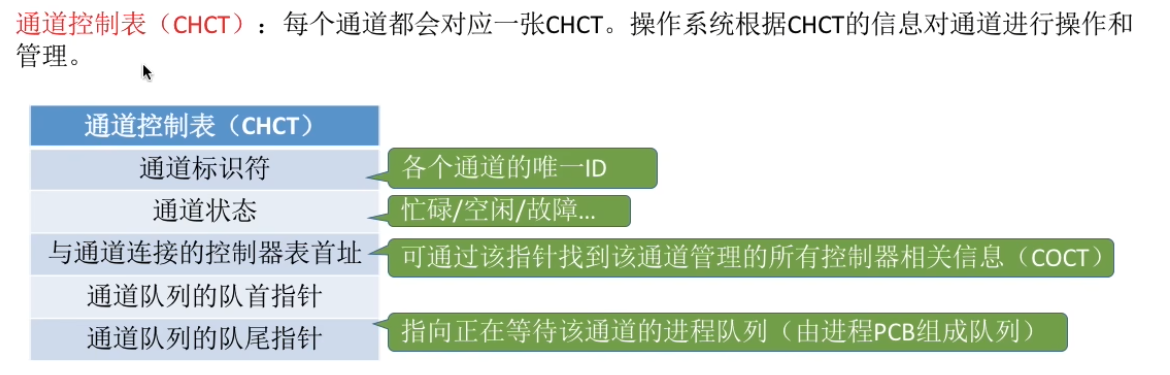 通道控制表（CHCT）：每个通道都会对应一张CHCT。操作系统根据CHCT的信息对通道进行操作和
管理。
通道控制表（CHCT）
通道标识符
各个通道的唯一ID
通道状态
忙碌/空闲/故障...
与通道连接的控制器表首址
可通过该指针找到该通道管理的所有控制器相关信息（COCT）
通道队列的队首指针
通道队列的队尾指针
指向正在等待该通道的进程队列（由进程PCB组成队列）